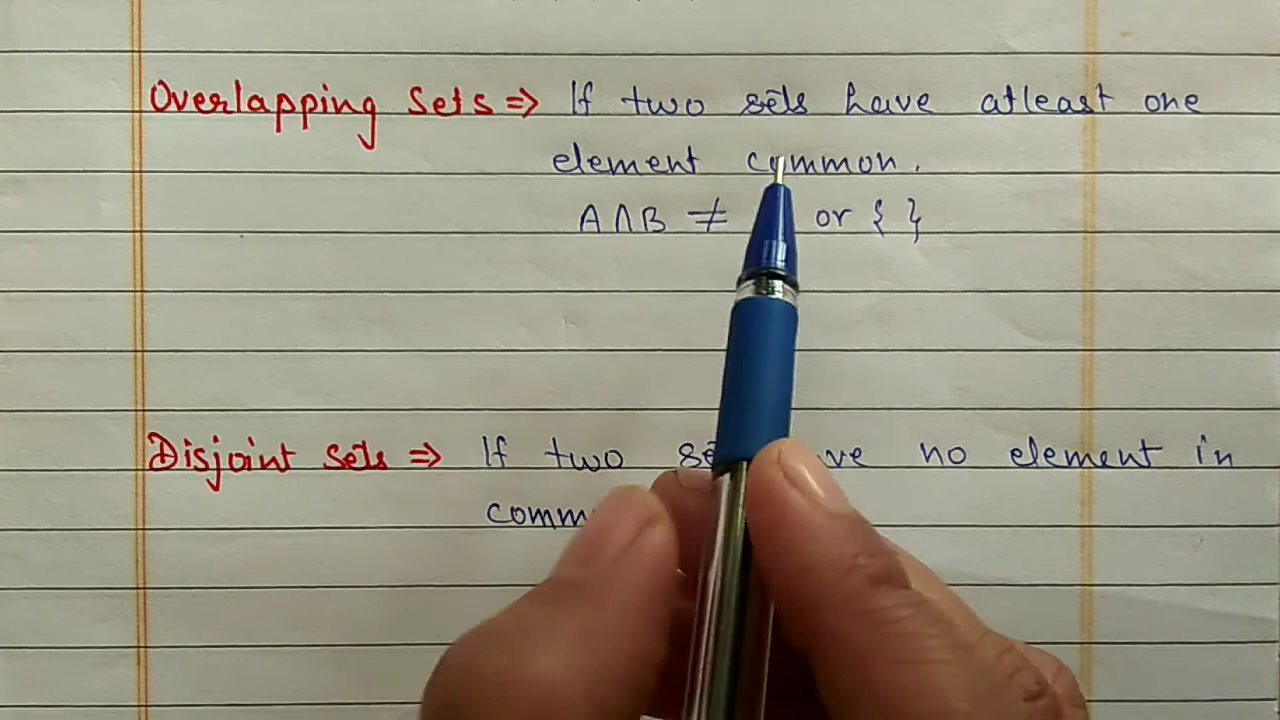 Overlapping Sets ⇒ If two sets have atleast one
element common.
A∩B ≠ or { }
Disjoint sets ⇒ If two no element in